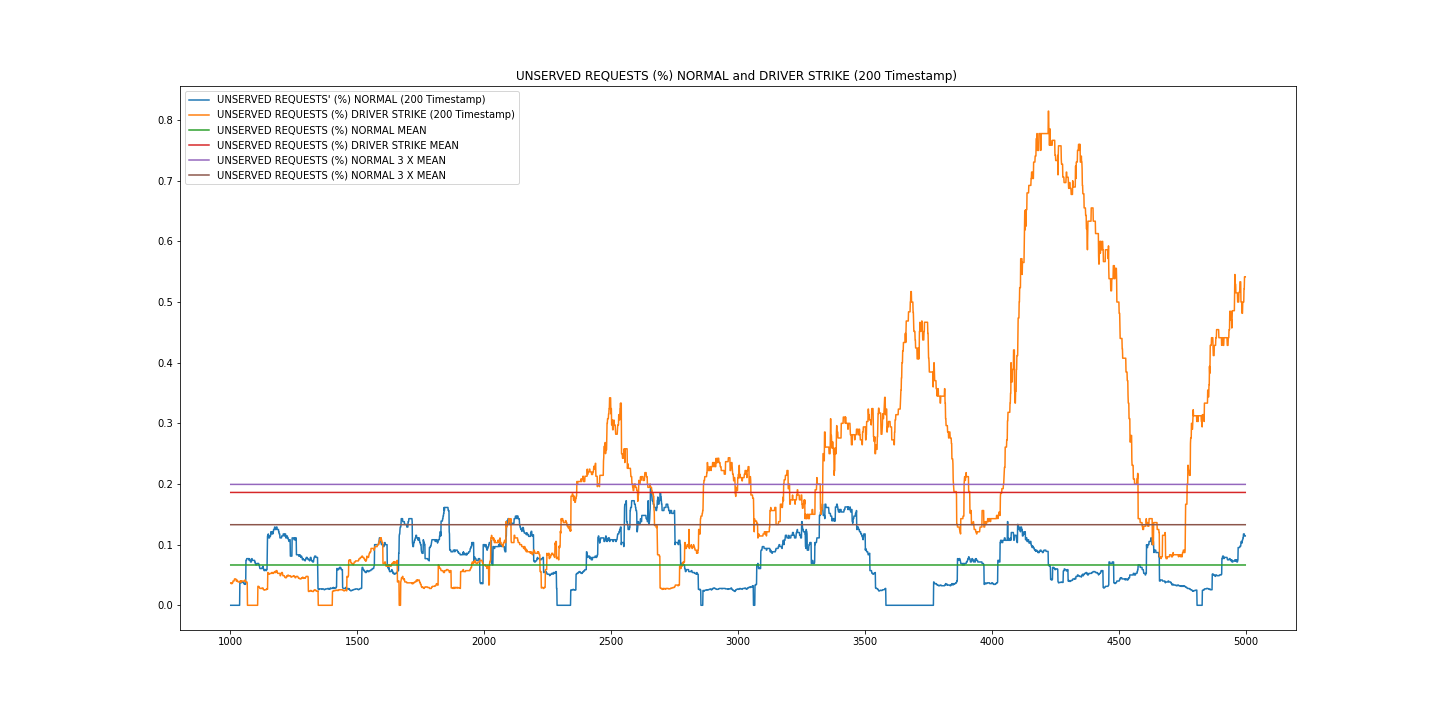 UNSERVED REQUESTS (%) NORMAL and DRIVER STRIKE (200 Timestamp)
UNSERVED REQUESTS' (%) NORMAL (200 Timestamp)
UNSERVED REQUESTS (%) DRIVER STRIKE (200 Timestamp)
UNSERVED REQUESTS (%) NORMAL MEAN
UNSERVED REQUESTS (%) DRIVER STRIKE MEAN
UNSERVED REQUESTS (%) NORMAL 3 X MEAN
UNSERVED REQUESTS (%) NORMAL 3 X MEAN
0.8
0.7
0.6
0.5
0.4
0.3
0.2
0.1
0.0
1000 1500 2000 2500 3000 3500 4000 4500 5000